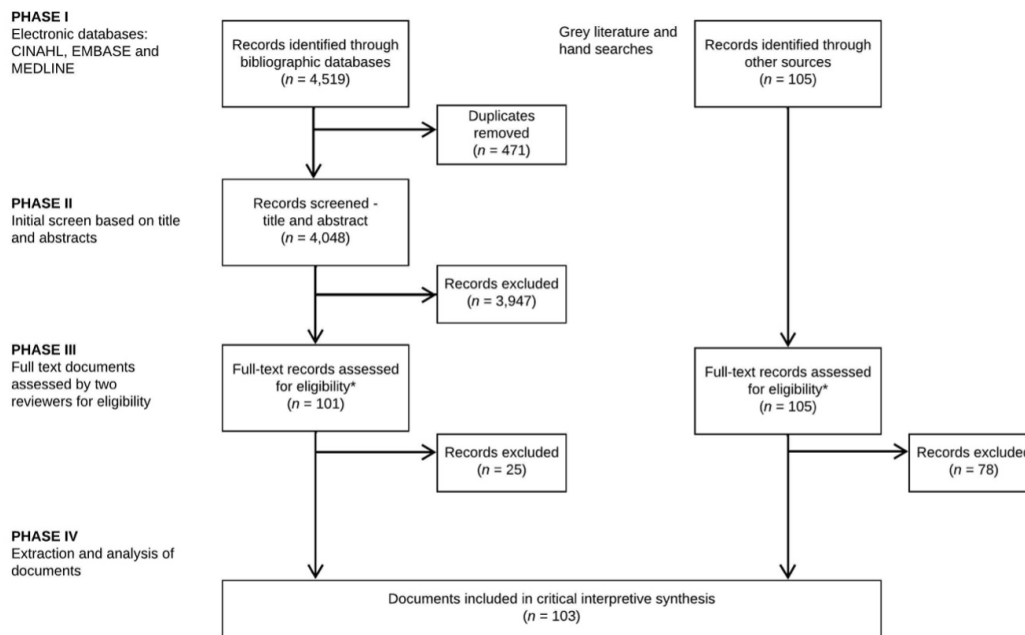 PHASE I
Electronic databases:
CINAHL, EMBASE and
MEDLINE
Records identified through
bibliographic databases
(n = 4,519)
Grey literature and
hand searches
Records identified through
other sources
(n = 105)
Duplicates
removed
(n = 471)
PHASE II
Initial screen based on title
and abstracts
Records screened -
title and abstract
(n = 4,048)
Records excluded
(n = 3,947)
PHASE III
Full text documents
assessed by two
reviewers for eligibility
Full-text records assessed
for eligibility*
(n = 101)
Full-text records assessed
for eligibility*
(n = 105)
Records excluded
(n = 25)
Records excluded
(n = 78)
PHASE IV
Extraction and analysis of
documents
Documents included in critical interpretive synthesis
(n = 103)